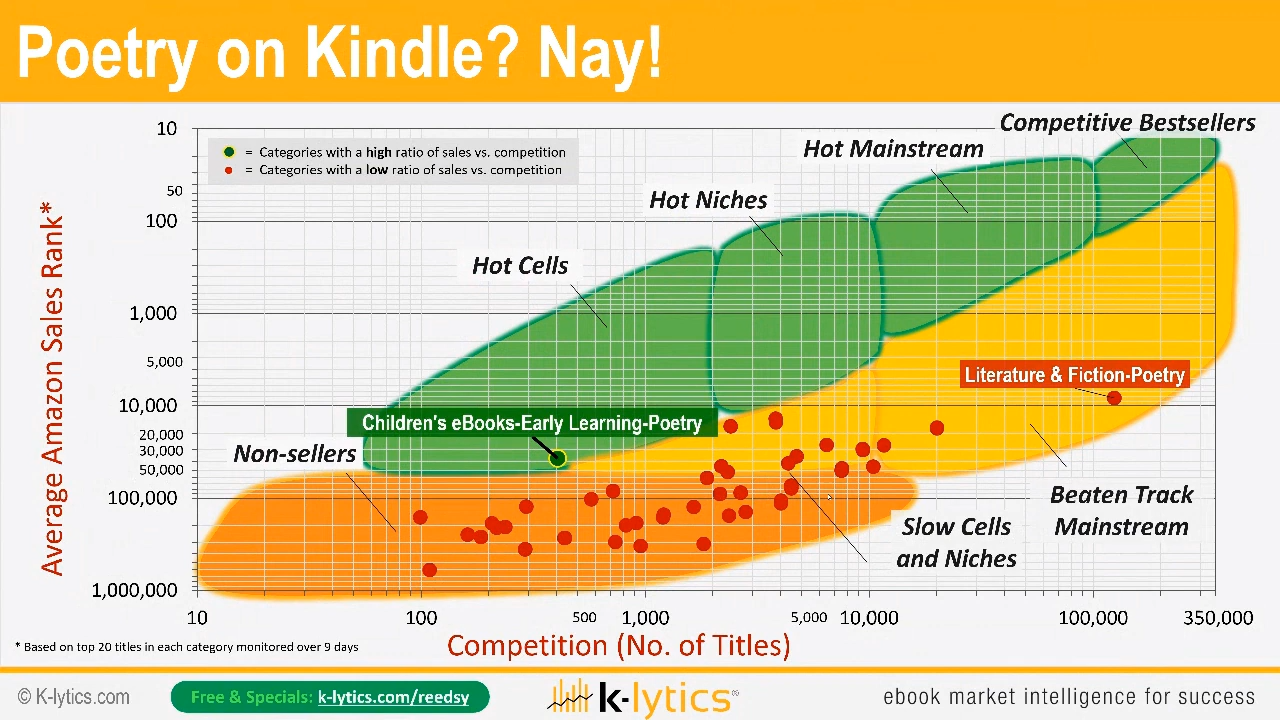 Poetry on Kindle? Nay!
Competitive Bestsellers
Hot Mainstream
Hot Niches
Hot Cells
= Categories with a high ratio of sales vs. competition
= Categories with a low ratio of sales vs. competition
Average Amazon Sales Rank*
10
50
100
1,000
5,000
10,000
20,000
30,000
50,000
100,000
1,000,000
Literature & Fiction-Poetry
Children's eBooks-Early Learning-Poetry
Non-sellers
Beaten Track
Mainstream
Slow Cells
and Niches
10
100
500
1,000
5,000
10,000
100,000
350,000
Competition (No. of Titles)
* Based on top 20 titles in each category monitored over 9 days
© K-lytics.com
Free & Specials: k-lytics.com/reedsy
k-lytics®
ebook market intelligence for success